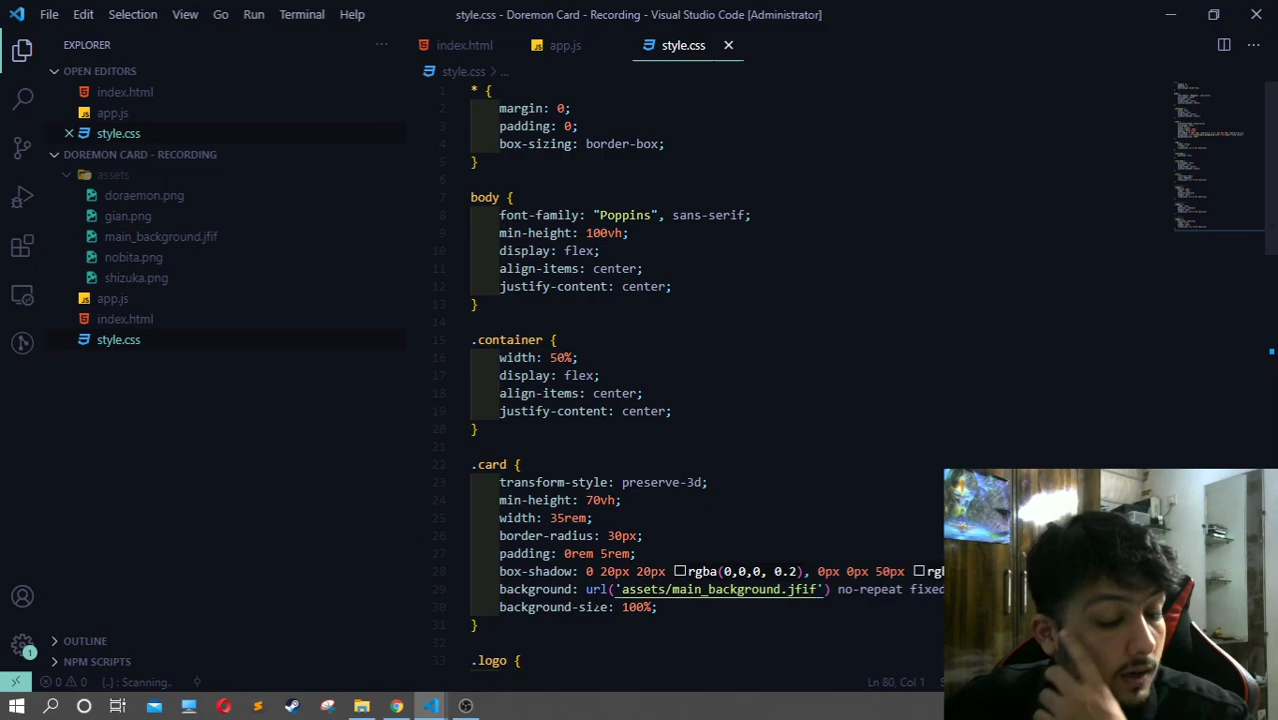 File Edit Selection View Go Run Terminal Help
style.css - Doremon Card - Recording - Visual Studio Code [Administrator]
EXPLORER
OPEN EDITORS
index.html
app.js
style.css
DOREMON CARD - RECORDING
assets
doraemon.png
gian.png
main_background.jfif
nobita.png
shizuka.png
app.js
index.html
style.css
OUTLINE
NPM SCRIPTS
index.html app.js style.css
style.css > ...
1 * {
2 margin: 0;
3 padding: 0;
4 box-sizing: border-box;
5 }
6
7 body {
8 font-family: "Poppins", sans-serif;
9 min-height: 100vh;
10 display: flex;
11 align-items: center;
12 justify-content: center;
13 }
14
15 .container {
16 width: 50%;
17 display: flex;
18 align-items: center;
19 justify-content: center;
20 }
21
22 .card {
23 transform-style: preserve-3d;
24 min-height: 70vh;
25 width: 35rem;
26 border-radius: 30px;
27 padding: 0rem 5rem;
28 box-shadow: 0 20px 20px rgba(0,0,0, 0.2), 0px 0px 50px rg
29 background: url('assets/main_background.jfif') no-repeat fixed
30 background-size: 100%;
31 }
32
33 .logo {
1
0 0 {..} : Scanning..
Ln 80, Col 1